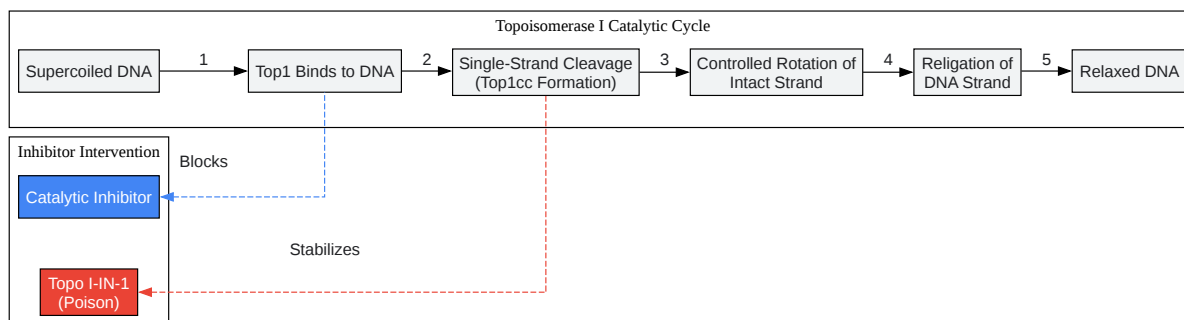 Topoisomerase I Catalytic Cycle
1
2
3
4
5
Supercoiled DNA
Top1 Binds to DNA
Single-Strand Cleavage
(Top1cc Formation)
Controlled Rotation of
Intact Strand
Religation of
DNA Strand
Relaxed DNA
Inhibitor Intervention
Blocks
Catalytic Inhibitor
Stabilizes
Topo I-IN-1
(Poison)